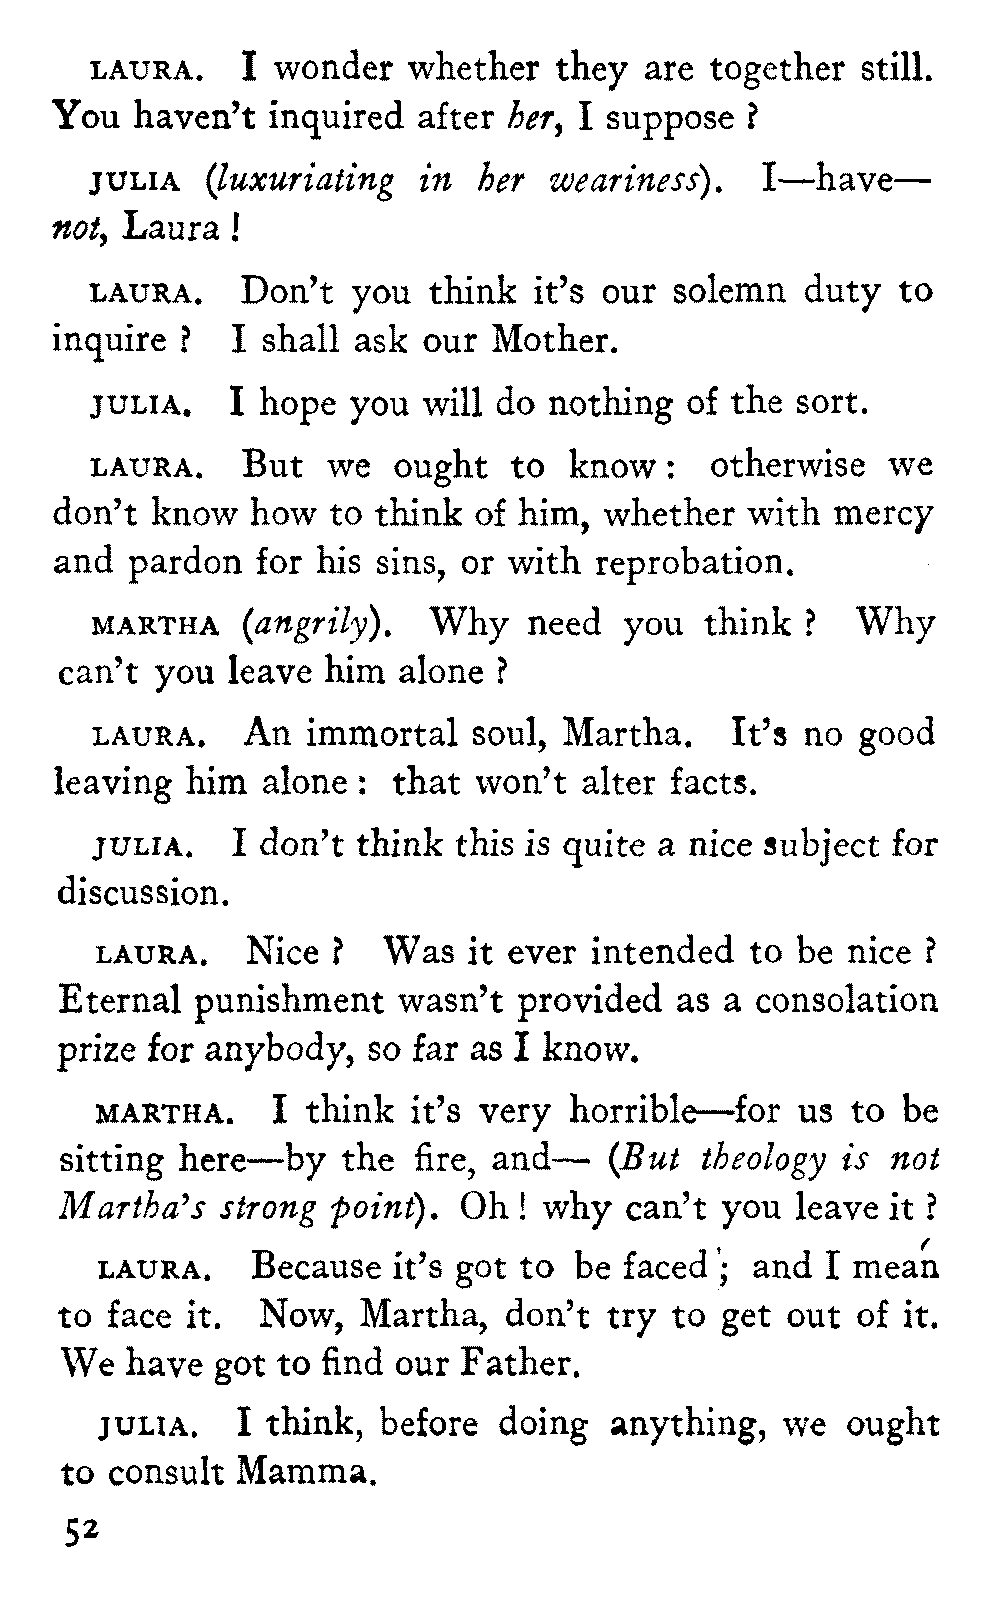 LAURA. I wonder whether they are together still.
You haven't inquired after her, I suppose ?
JULIA (luxuriating in her weariness). I—have—
not, Laura !
LAURA. Don't you think it's our solemn duty to
inquire ? I shall ask our Mother.
JULIA. I hope you will do nothing of the sort.
LAURA. But we ought to know : otherwise we
don't know how to think of him, whether with mercy
and pardon for his sins, or with reprobation.
MARTHA (angrily). Why need you think ? Why
can't you leave him alone ?
LAURA. An immortal soul, Martha. It's no good
leaving him alone : that won't alter facts.
JULIA. I don't think this is quite a nice subject for
discussion.
LAURA. Nice ? Was it ever intended to be nice ?
Eternal punishment wasn't provided as a consolation
prize for anybody, so far as I know.
MARTHA. I think it's very horrible—for us to be
sitting here—by the fire, and— (But theology is not
Martha's strong point). Oh ! why can't you leave it ?
LAURA. Because it's got to be faced ; and I mean
to face it. Now, Martha, don't try to get out of it.
We have got to find our Father.
JULIA. I think, before doing anything, we ought
to consult Mamma.
52